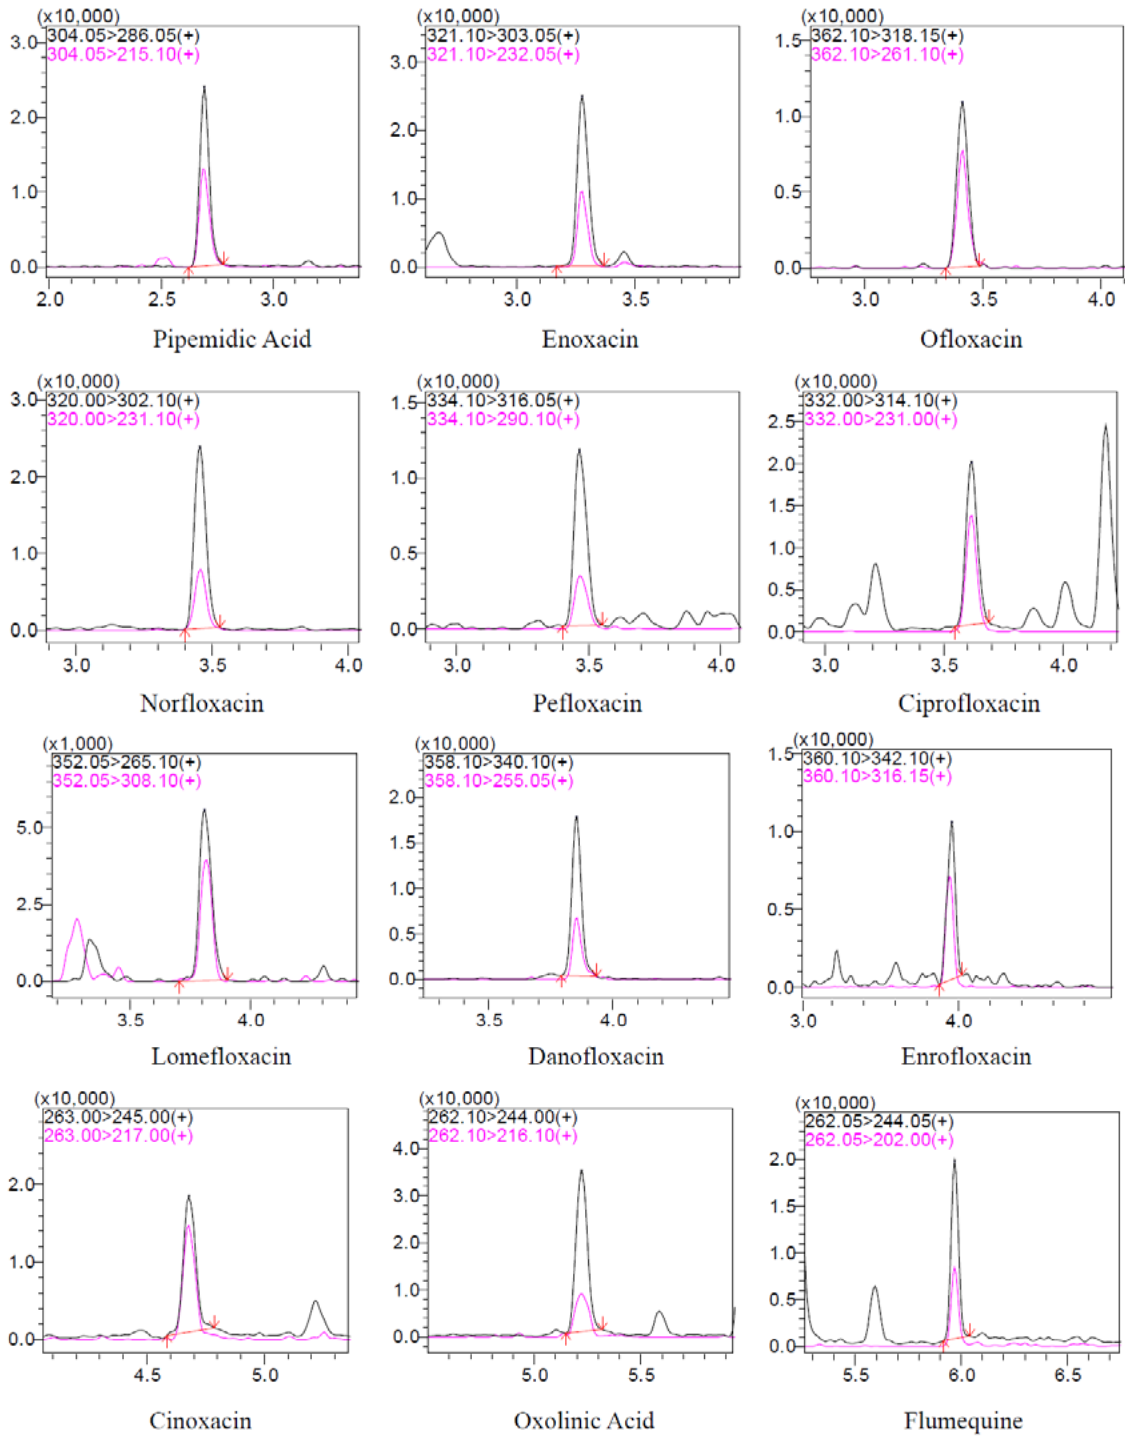 (x10,000)
304.05>286.05(+)
304.05>215.10(+)
3.0
2.0
1.0
0.0
2.0 2.5 3.0
Pipemidic Acid
(x10,000)
321.10>303.05(+)
321.10>232.05(+)
3.0
2.0
1.0
0.0
3.0 3.5
Enoxacin
(x10,000)
362.10>318.15(+)
362.10>261.10(+)
1.5
1.0
0.5
0.0
3.0 3.5 4.0
Ofloxacin
(x10,000)
320.00>302.10(+)
320.00>231.10(+)
3.0
2.0
1.0
0.0
3.0 3.5 4.0
Norfloxacin
(x10,000)
334.10>316.05(+)
334.10>290.10(+)
1.5
1.0
0.5
0.0
3.0 3.5 4.0
Pefloxacin
(x10,000)
332.00>314.10(+)
332.00>231.00(+)
2.5
2.0
1.5
1.0
0.5
0.0
3.0 3.5 4.0
Ciprofloxacin
(x1,000)
352.05>265.10(+)
352.05>308.10(+)
5.0
2.5
0.0
3.5 4.0
Lomefloxacin
(x10,000)
358.10>340.10(+)
358.10>255.05(+)
2.0
1.5
1.0
0.5
0.0
3.5 4.0
Danofloxacin
(x10,000)
360.10>342.10(+)
360.10>316.15(+)
1.5
1.0
0.5
0.0
3.0 4.0
Enrofloxacin
(x10,000)
263.00>245.00(+)
263.00>217.00(+)
2.0
1.0
0.0
4.5 5.0
Cinoxacin
(x10,000)
262.10>244.00(+)
262.10>216.10(+)
4.0
3.0
2.0
1.0
0.0
5.0 5.5
Oxolinic Acid
(x10,000)
262.05>244.05(+)
262.05>202.00(+)
2.0
1.5
1.0
0.5
0.0
5.5 6.0 6.5
Flumequine